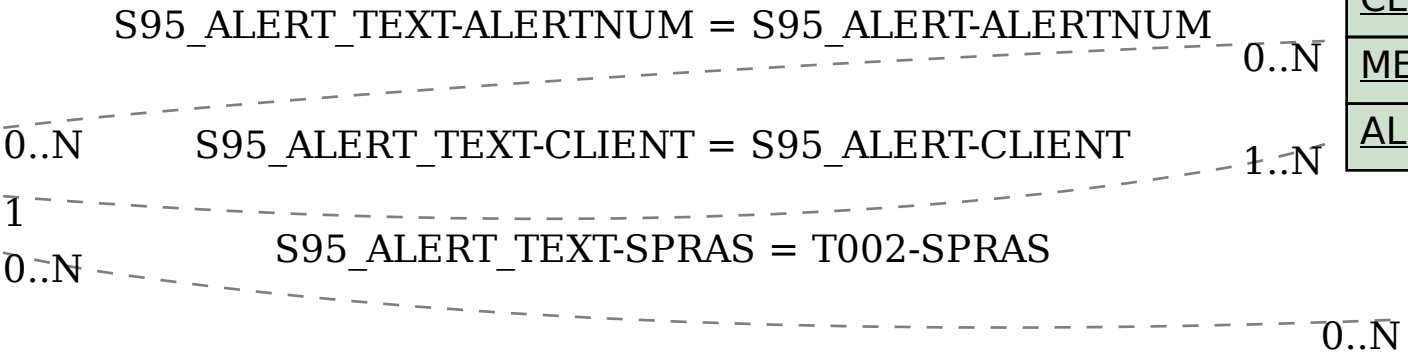 S95_ALERT_TEXT-ALERTNUM = S95_ALERT-ALERTNUM
0..N
0..N
S95_ALERT_TEXT-CLIENT = S95_ALERT-CLIENT
1..N
1
S95_ALERT_TEXT-SPRAS = T002-SPRAS
0..N
0..N